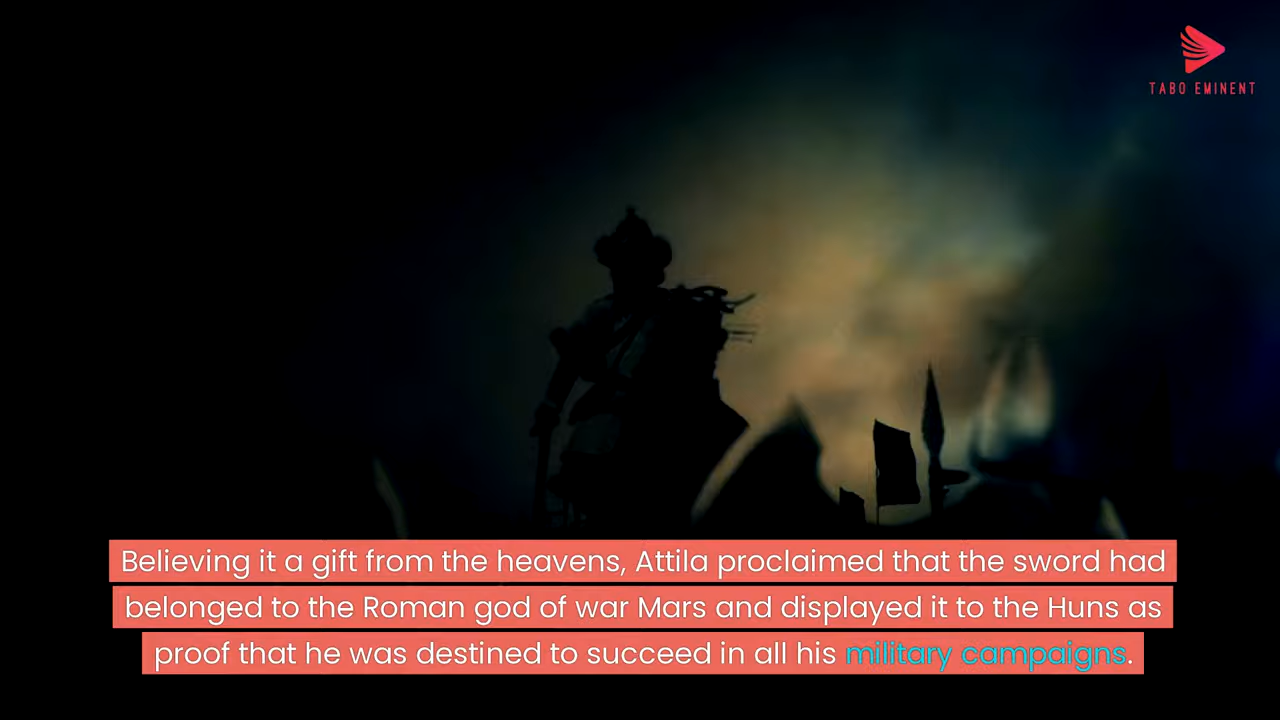 TABO EMINENT
Believing it a gift from the heavens, Attila proclaimed that the sword had
belonged to the Roman god of war Mars and displayed it to the Huns as
proof that he was destined to succeed in all his military campaigns.